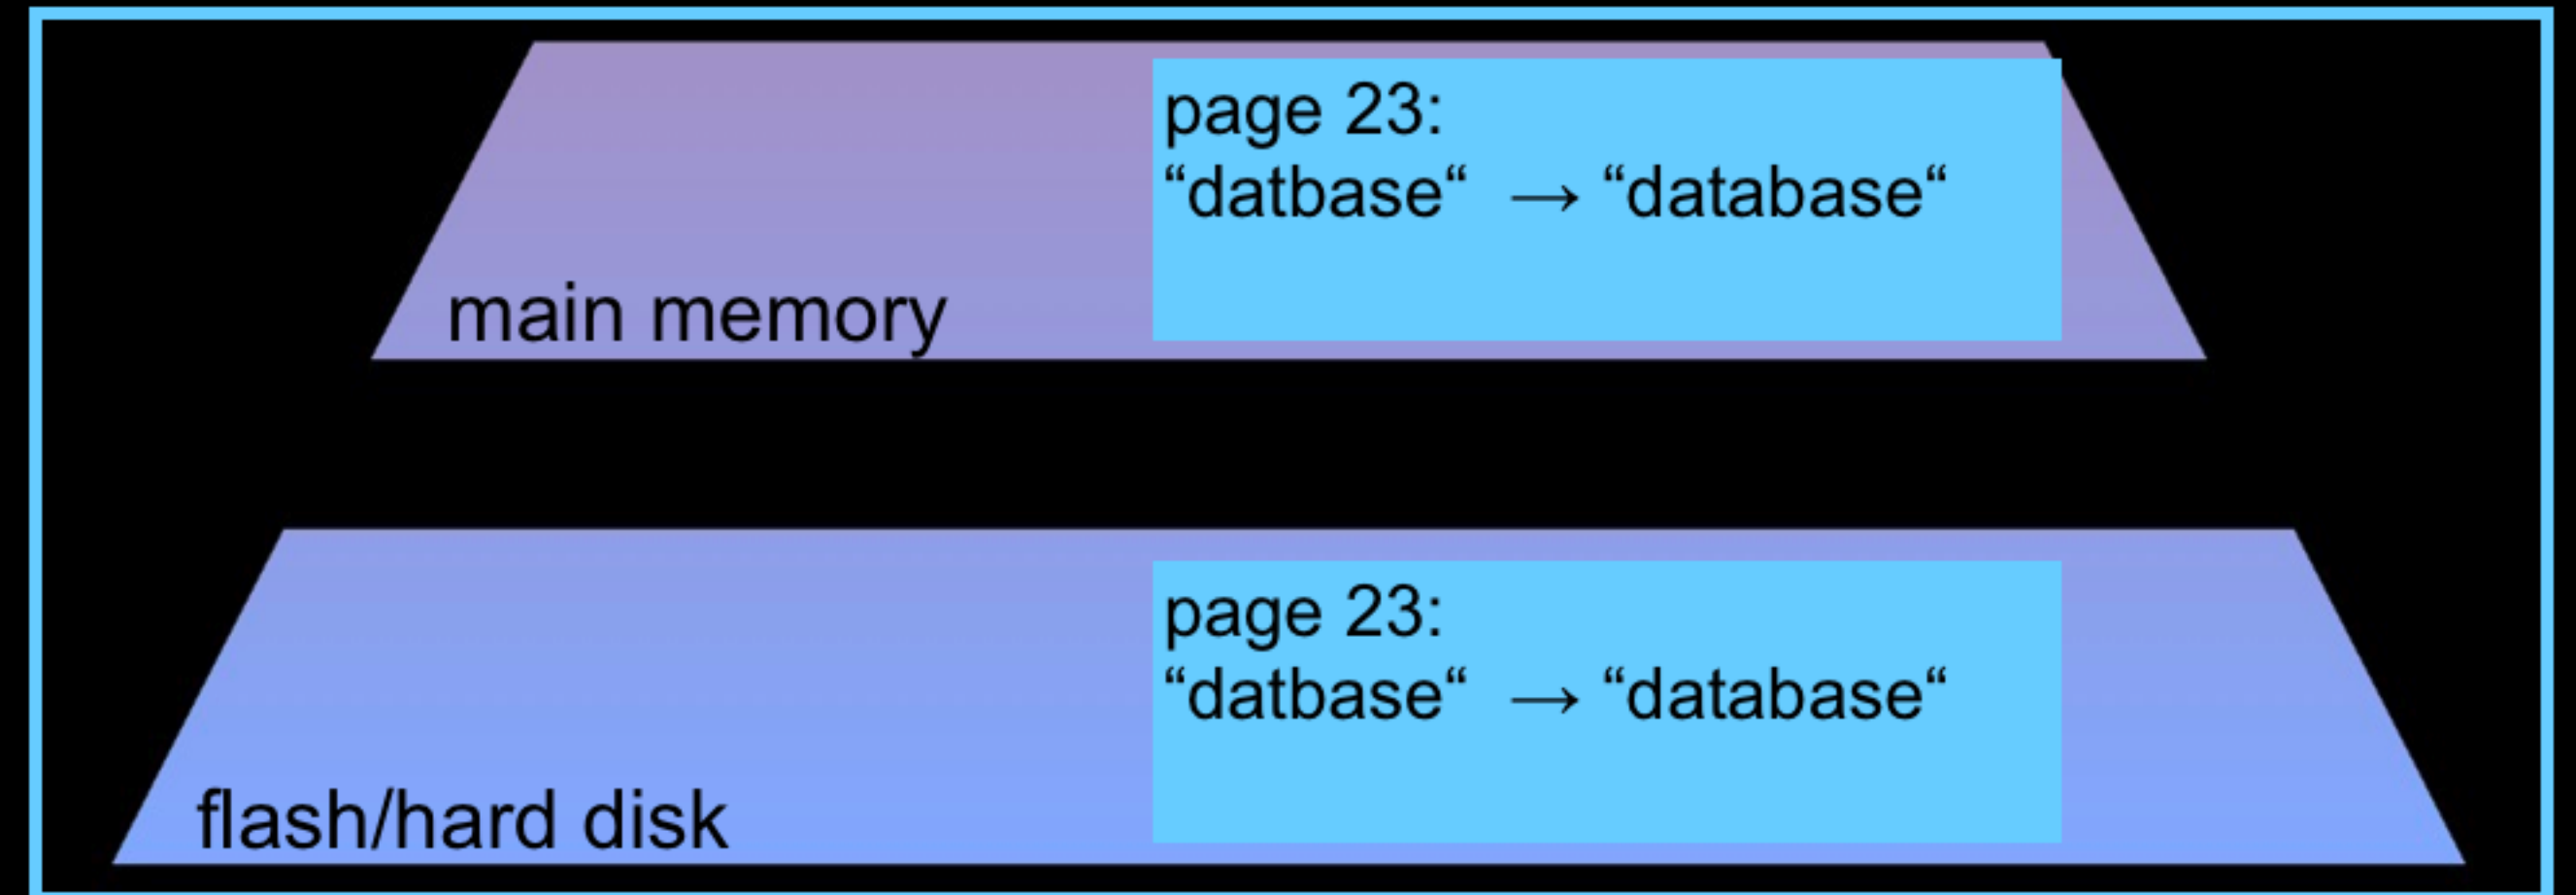 page 23:
“datbase“ → “database“
main memory
page 23:
“datbase“ → “database“
flash/hard disk